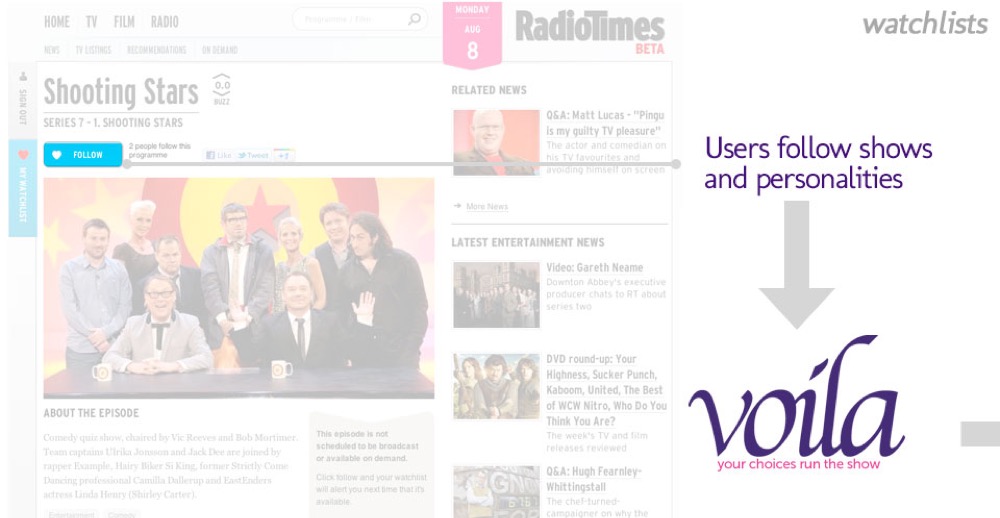 watchlists
HOME TV FILM RADIO
Programme / Film
NEWS TV LISTINGS RECOMMENDATIONS ON DEMAND
MONDAY
AUG
8
RadioTimes
BETA
SIGN OUT
MY WATCHLIST
Shooting Stars
0.0
BUZZ
SERIES 7 - 1. SHOOTING STARS
FOLLOW
2 people follow this
programme
Like Tweet +1
ABOUT THE EPISODE
Comedy quiz show, chaired by Vic Reeves and Bob Mortimer.
Team captains Ulrika Jonsson and Jack Dee are joined by
rapper Example, Hairy Biker Si King, former Strictly Come
Dancing professional Camilla Dallerup and EastEnders
actress Linda Henry (Shirley Carter).
Entertainment Comedy
This episode is not
scheduled to be broadcast
or available on demand.
Click follow and your watchlist
will alert you next time that it's
available.
RELATED NEWS
Q&A: Matt Lucas - "Pingu
is my guilty TV pleasure"
The actor and comedian on
his TV favourites and
avoiding himself on screen
More News
LATEST ENTERTAINMENT NEWS
Video: Gareth Neame
Downton Abbey's executive
producer chats to RT about
series two
DVD round-up: Your
Highness, Sucker Punch,
Kaboom, United, The Best
of WCW Nitro, Who Do You
Think You Are?
The week's TV and film
releases reviewed
Q&A: Hugh Fearnley-
Whittingstall
The chef-turned-
campaigner on why the
Users follow shows
and personalities
voíla
your choices run the show